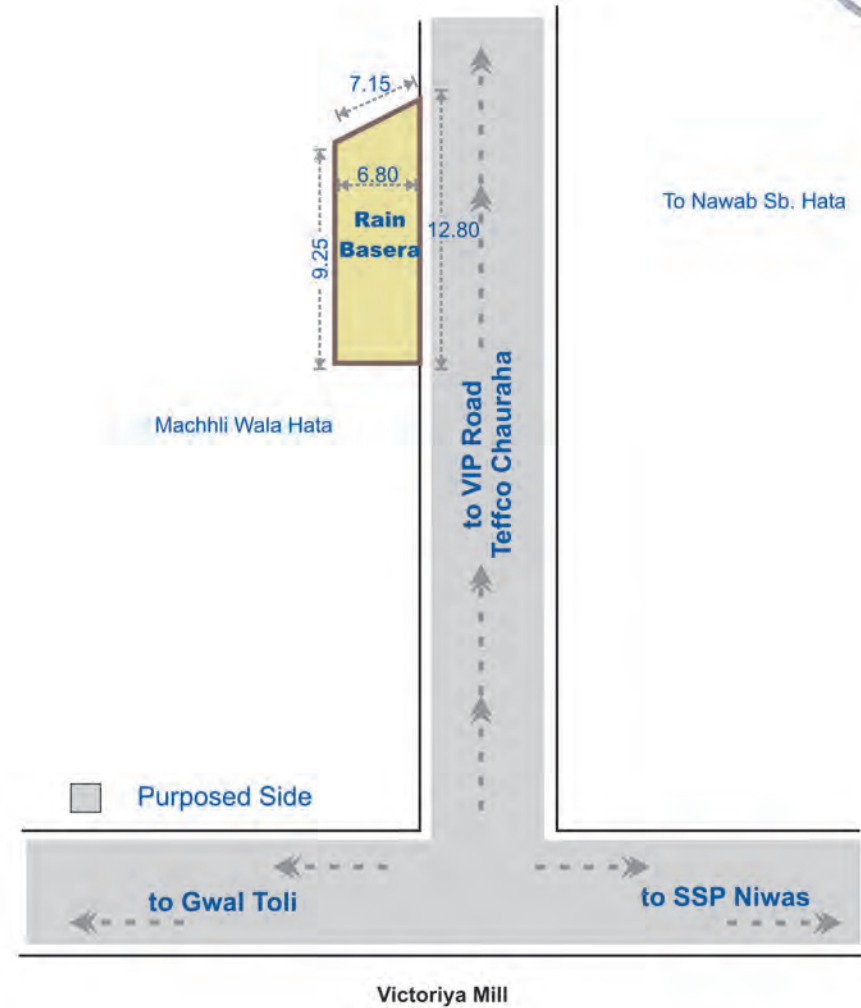 7.15
6.80
Rain
Basera
9.25
12.80
To Nawab Sb. Hata
Machhli Wala Hata
to VIP Road
Teffco Chauraha
Purposed Side
to Gwal Toli
to SSP Niwas
Victoriya Mill